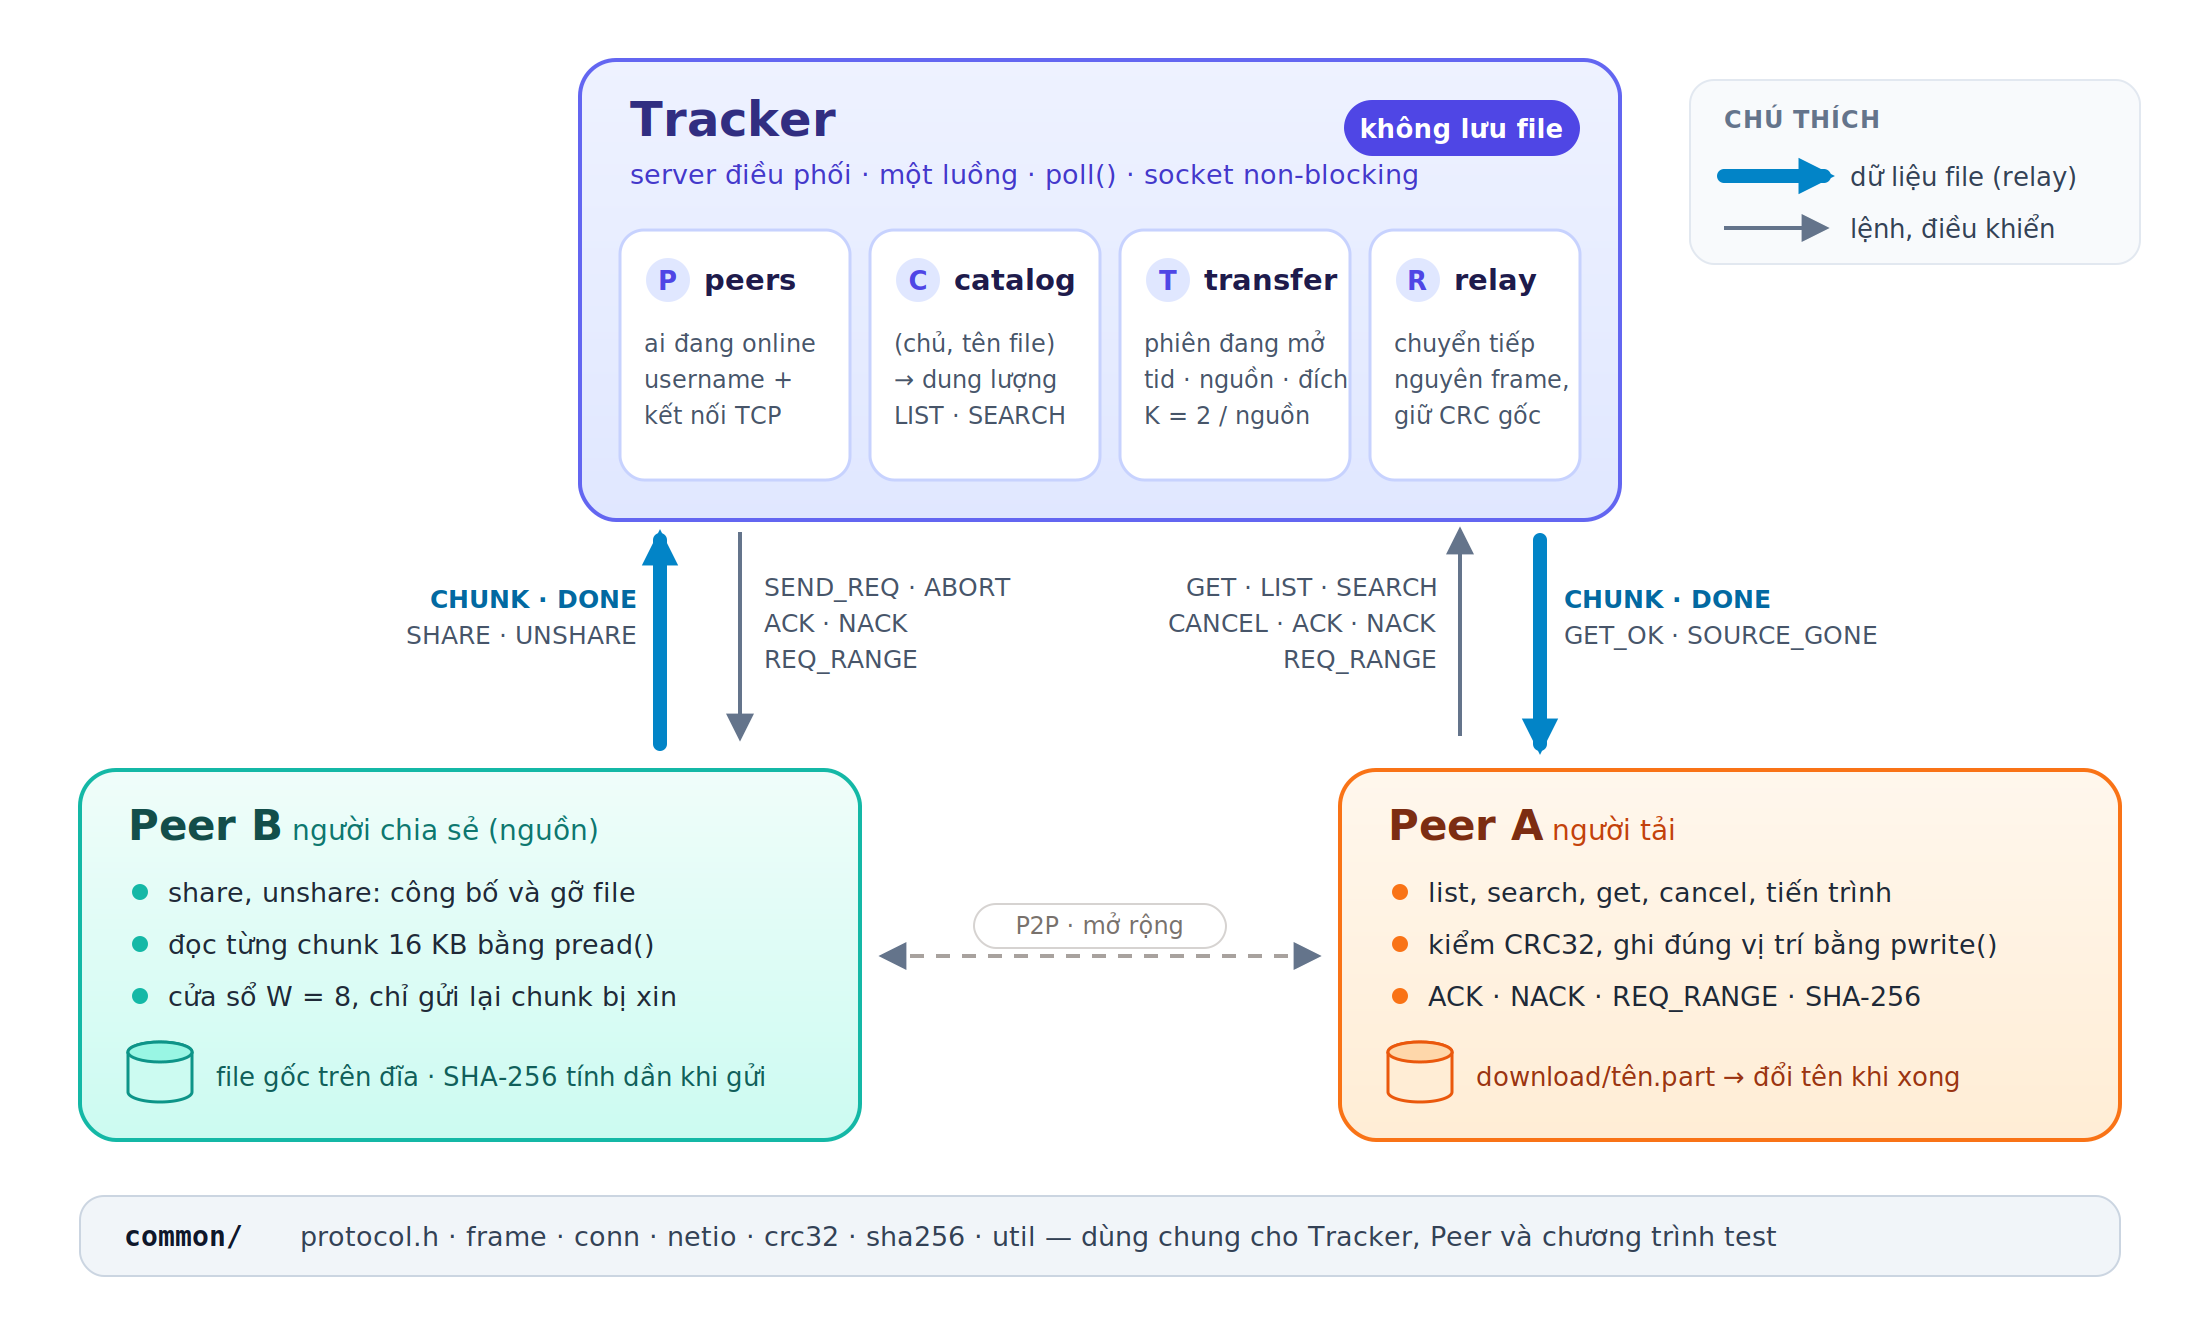 Tracker
không lưu file
server điều phối · một luồng · poll() · socket non-blocking
CHÚ THÍCH
dữ liệu file (relay)
lệnh, điều khiển
P peers
ai đang online
username +
kết nối TCP
C catalog
(chủ, tên file)
→ dung lượng
LIST · SEARCH
T transfer
phiên đang mở
tid · nguồn · đích
K = 2 / nguồn
R relay
chuyển tiếp
nguyên frame,
giữ CRC gốc
CHUNK · DONE
SHARE · UNSHARE
SEND_REQ · ABORT
ACK · NACK
REQ_RANGE
GET · LIST · SEARCH
CANCEL · ACK · NACK
REQ_RANGE
CHUNK · DONE
GET_OK · SOURCE_GONE
Peer B người chia sẻ (nguồn)
share, unshare: công bố và gỡ file
đọc từng chunk 16 KB bằng pread()
cửa sổ W = 8, chỉ gửi lại chunk bị xin
file gốc trên đĩa · SHA-256 tính dần khi gửi
P2P · mở rộng
Peer A người tải
list, search, get, cancel, tiến trình
kiểm CRC32, ghi đúng vị trí bằng pwrite()
ACK · NACK · REQ_RANGE · SHA-256
download/tên.part → đổi tên khi xong
common/ protocol.h · frame · conn · netio · crc32 · sha256 · util — dùng chung cho Tracker, Peer và chương trình test